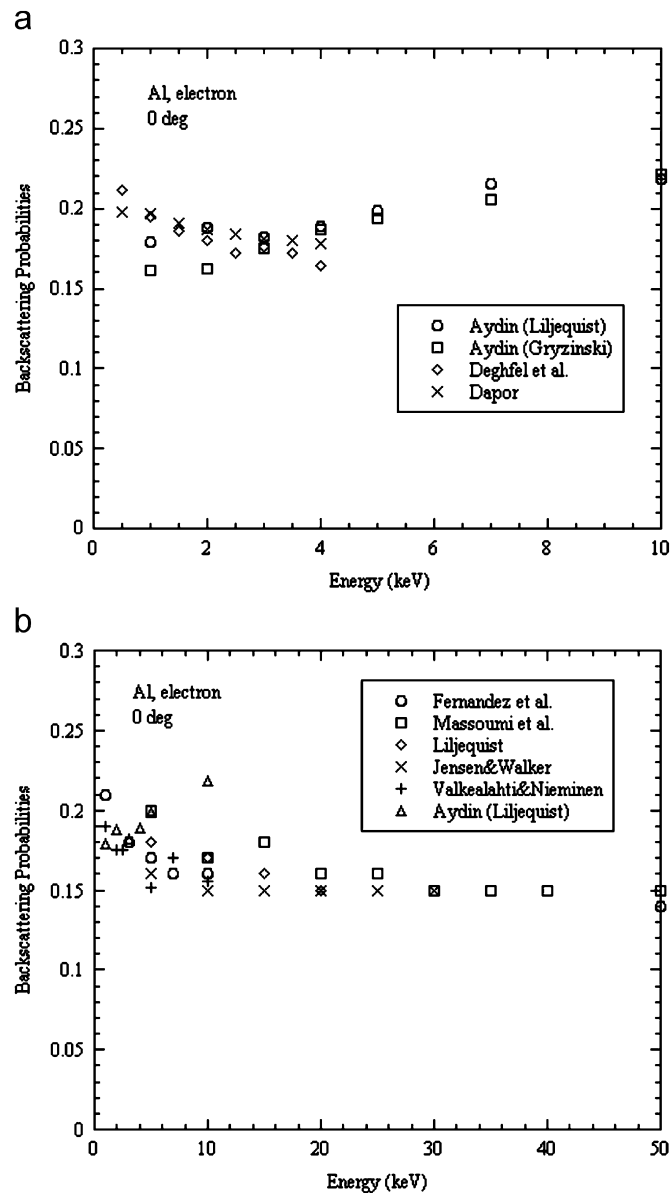 a
0.3
0.25
0.2
0.15
0.1
0.05
0
Backscattering Probabilities
Al, electron
0 deg
Aydin (Liljequist)
Aydin (Gryzinski)
Deghfel et al.
Dapor
0 2 4 6 8 10
Energy (keV)
b
0.3
0.25
0.2
0.15
0.1
0.05
0
Backscattering Probabilities
Al, electron
0 deg
Fernandez et al.
Massoumi et al.
Liljequist
Jensen&Walker
Valkealahti&Nieminen
Aydin (Liljequist)
0 10 20 30 40 50
Energy (keV)